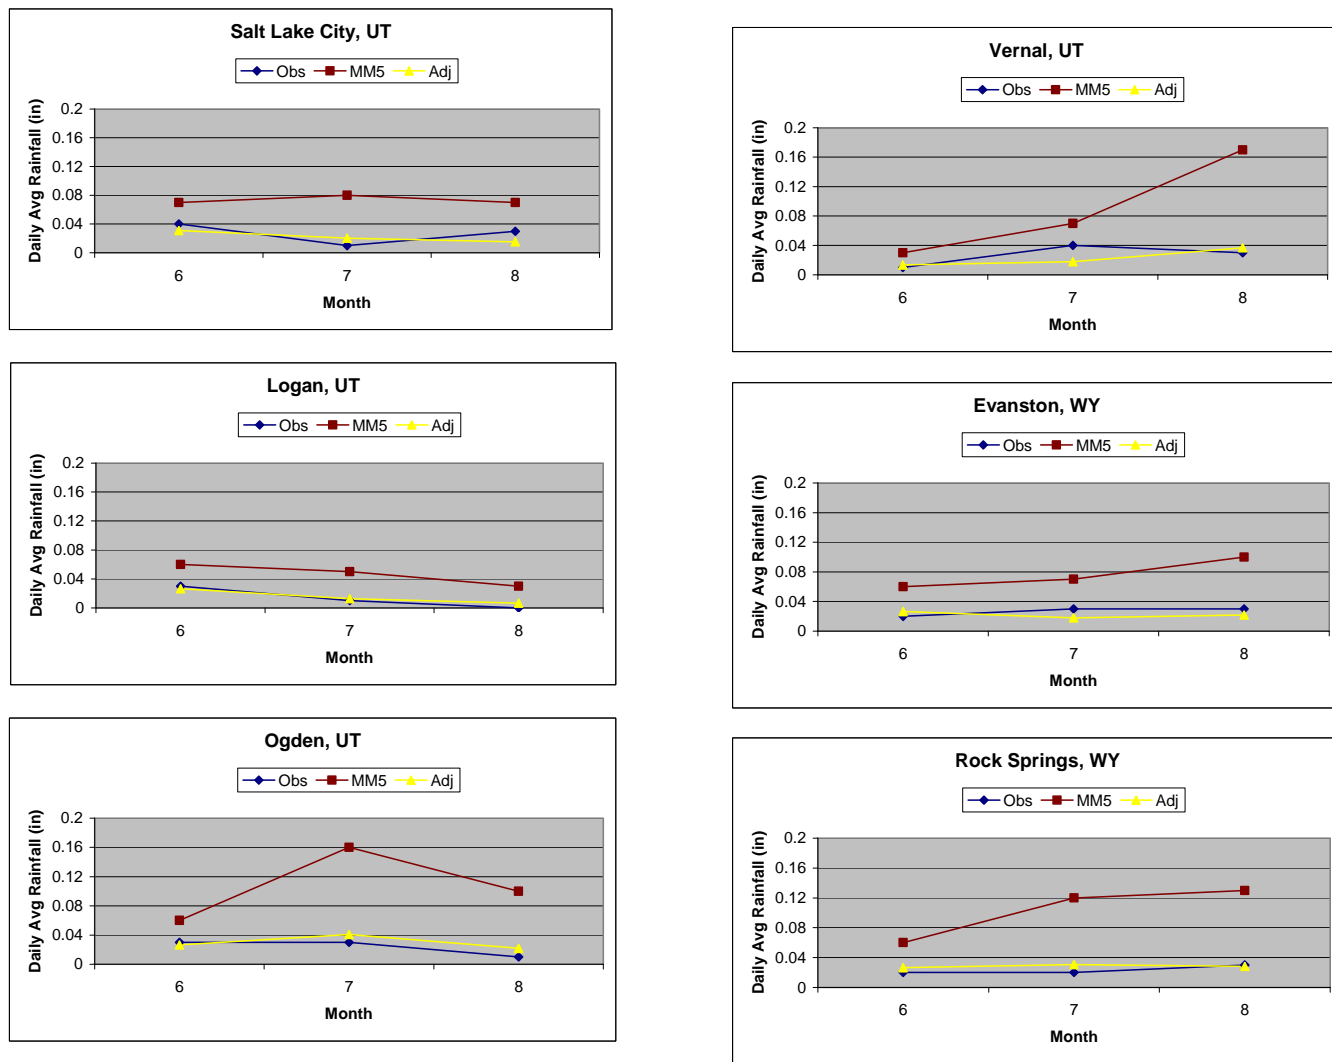 Salt Lake City, UT
Obs MM5 Adj
Daily Avg Rainfall (in)
0.2
0.16
0.12
0.08
0.04
0
6 7 8
Month
Vernal, UT
Obs MM5 Adj
Daily Avg Rainfall (in)
0.2
0.16
0.12
0.08
0.04
0
6 7 8
Month
Logan, UT
Obs MM5 Adj
Daily Avg Rainfall (in)
0.2
0.16
0.12
0.08
0.04
0
6 7 8
Month
Evanston, WY
Obs MM5 Adj
Daily Avg Rainfall (in)
0.2
0.16
0.12
0.08
0.04
0
6 7 8
Month
Ogden, UT
Obs MM5 Adj
Daily Avg Rainfall (in)
0.2
0.16
0.12
0.08
0.04
0
6 7 8
Month
Rock Springs, WY
Obs MM5 Adj
Daily Avg Rainfall (in)
0.2
0.16
0.12
0.08
0.04
0
6 7 8
Month